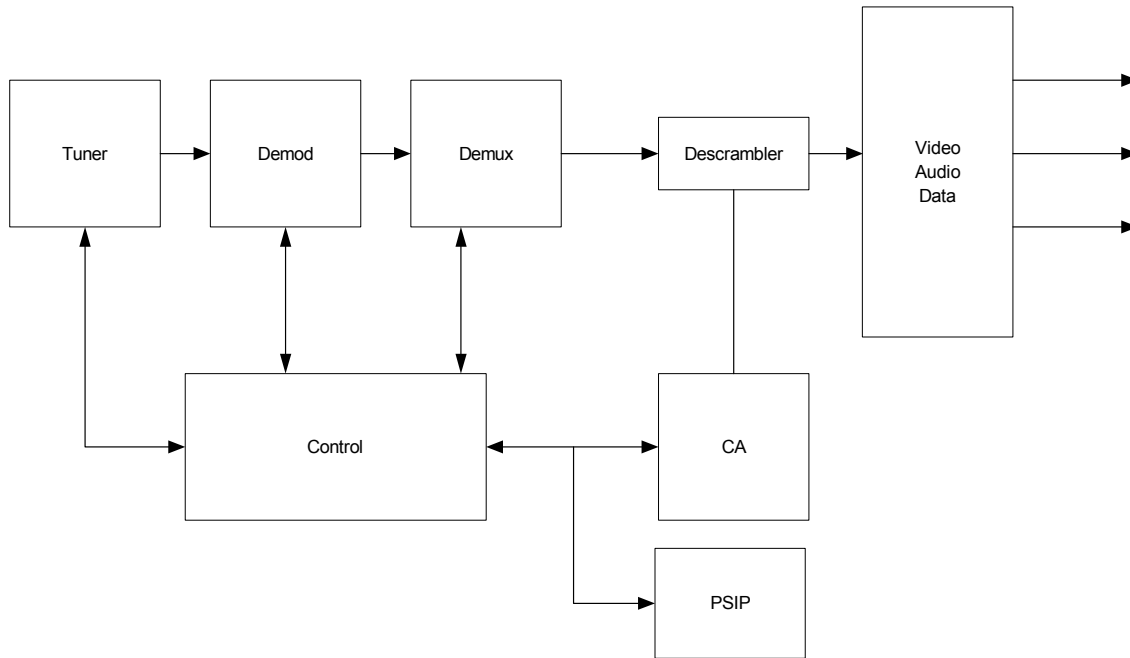 Tuner
Demod
Demux
Descrambler
Video
Audio
Data
Control
CA
PSIP